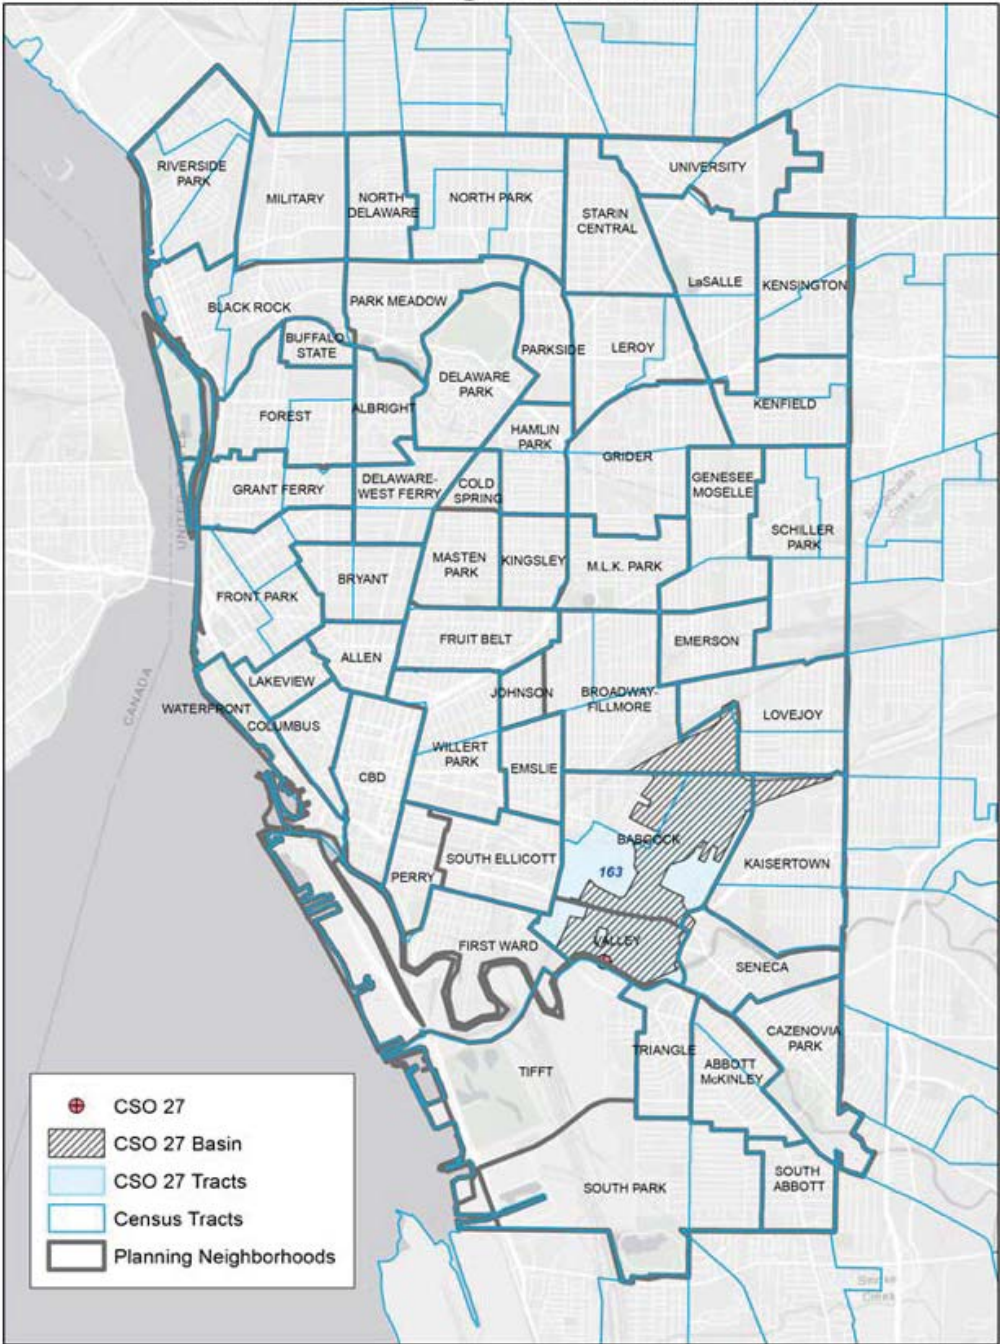 RIVERSIDE
PARK
MILITARY
NORTH
DELAWARE
NORTH PARK
STARIN
CENTRAL
UNIVERSITY
LaSALLE
KENSINGTON
BLACK ROCK
PARK MEADOW
BUFFALO
STATE
PARKSIDE
LEROY
DELAWARE
PARK
KENFIELD
FOREST
ALBRIGHT
HAMLIN
PARK
GRIDER
GRANT FERRY
DELAWARE-
WEST FERRY
COLD
SPRING
GENESEE
MOSELLE
SCHILLER
PARK
MASTEN
PARK
KINGSLEY
M.L.K. PARK
BRYANT
FRONT PARK
FRUIT BELT
EMERSON
ALLEN
LAKEVIEW
JOHNSON
BROADWAY-
FILLMORE
LOVEJOY
CANADA
WATERFRONT
COLUMBUS
WILLERT
PARK
EMSLIE
CBD
BABCOCK
KAISERTOWN
SOUTH ELLICOTT
163
PERRY
FIRST WARD
VALLEY
SENECA
CAZENOVIA
PARK
TRIANGLE
ABBOTT
McKINLEY
TIFFT
SOUTH PARK
SOUTH
ABBOTT
CSO 27
CSO 27 Basin
CSO 27 Tracts
Census Tracts
Planning Neighborhoods